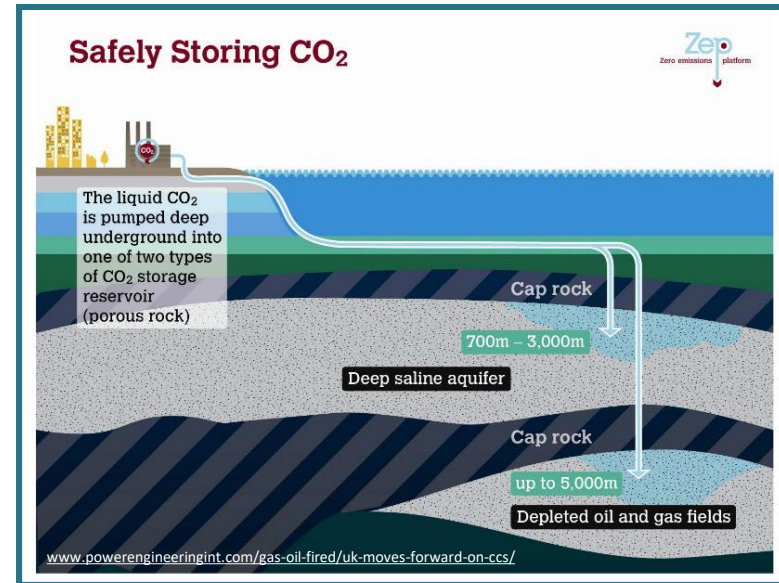 Safely Storing CO₂
Zep
Zero emissions platform
CO₂
The liquid CO₂
is pumped deep
underground into
one of two types
of CO₂ storage
reservoir
(porous rock)
Cap rock
700m – 3,000m
Deep saline aquifer
Cap rock
up to 5,000m
Depleted oil and gas fields
www.powerengineeringint.com/gas-oil-fired/uk-moves-forward-on-ccs/